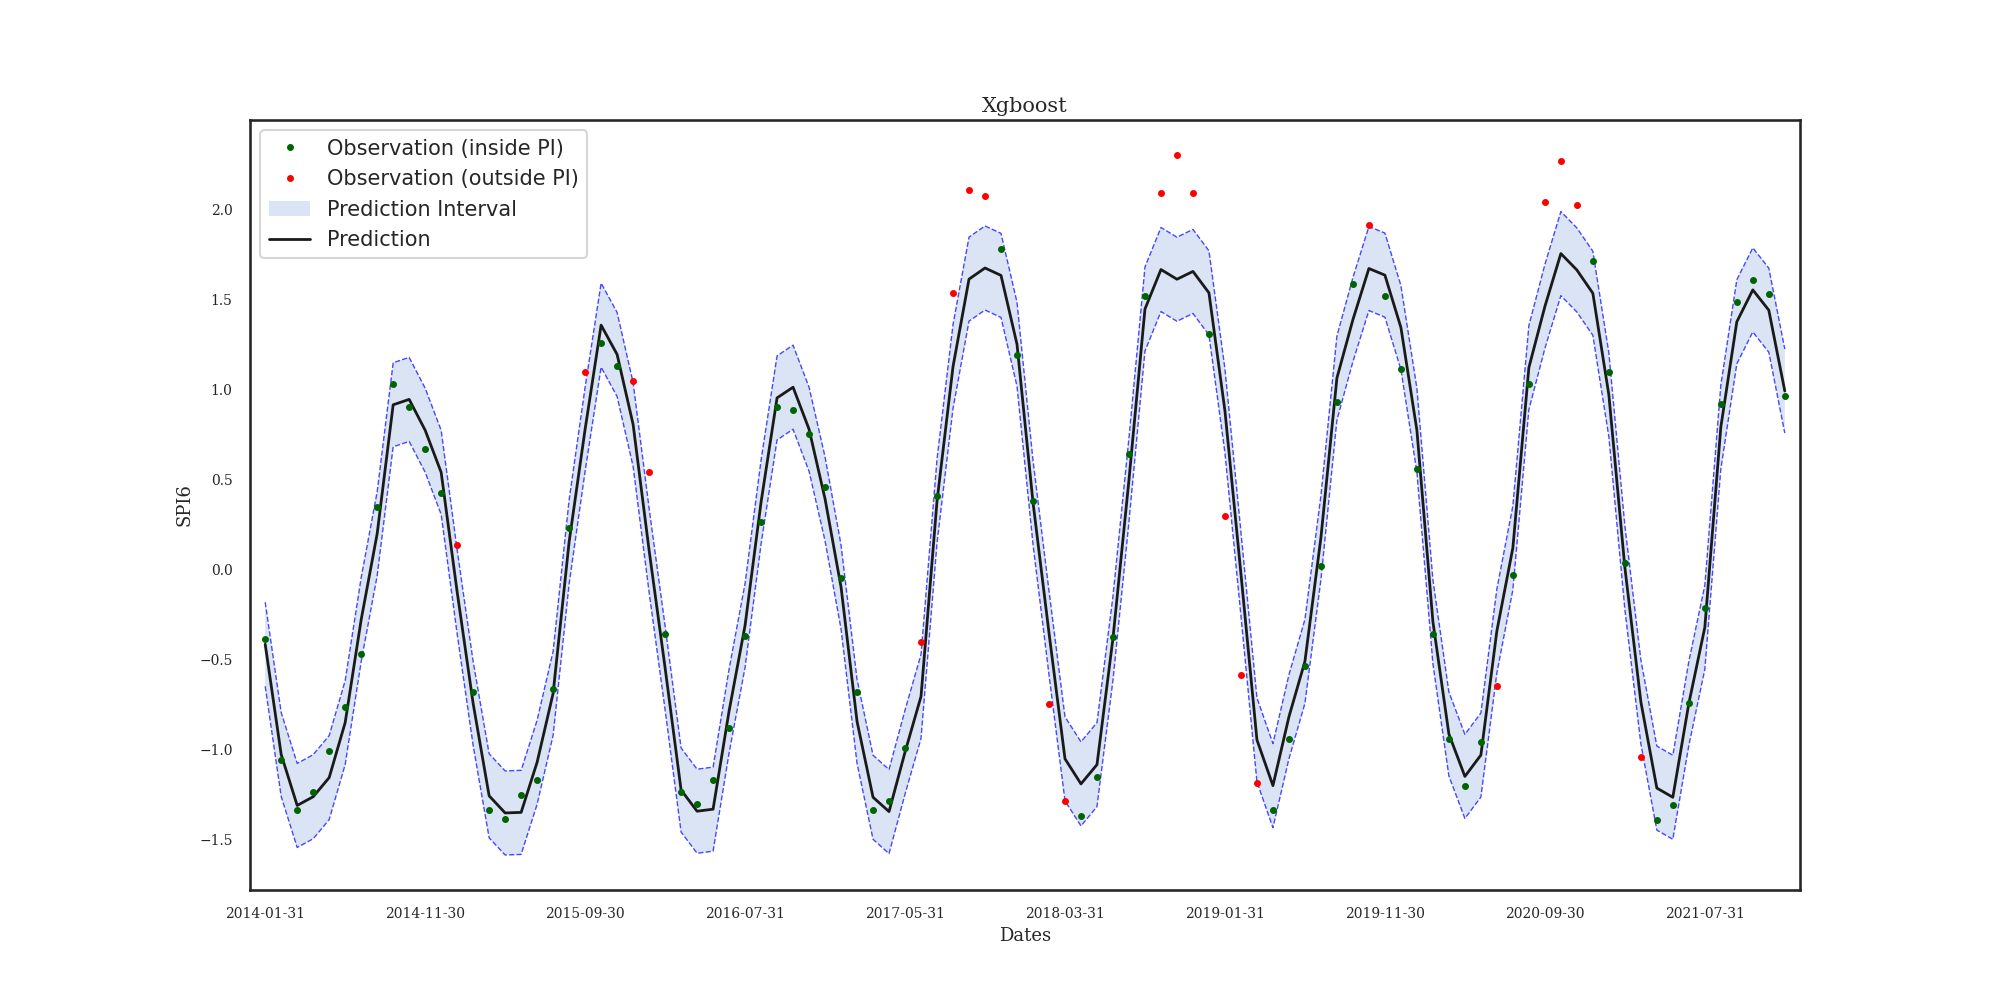 Xgboost
Observation (inside PI)
Observation (outside PI)
Prediction Interval
Prediction
2.0
1.5
1.0
0.5
0.0
−0.5
−1.0
−1.5
SPI6
2014-01-31 2014-11-30 2015-09-30 2016-07-31 2017-05-31 2018-03-31 2019-01-31 2019-11-30 2020-09-30 2021-07-31
Dates